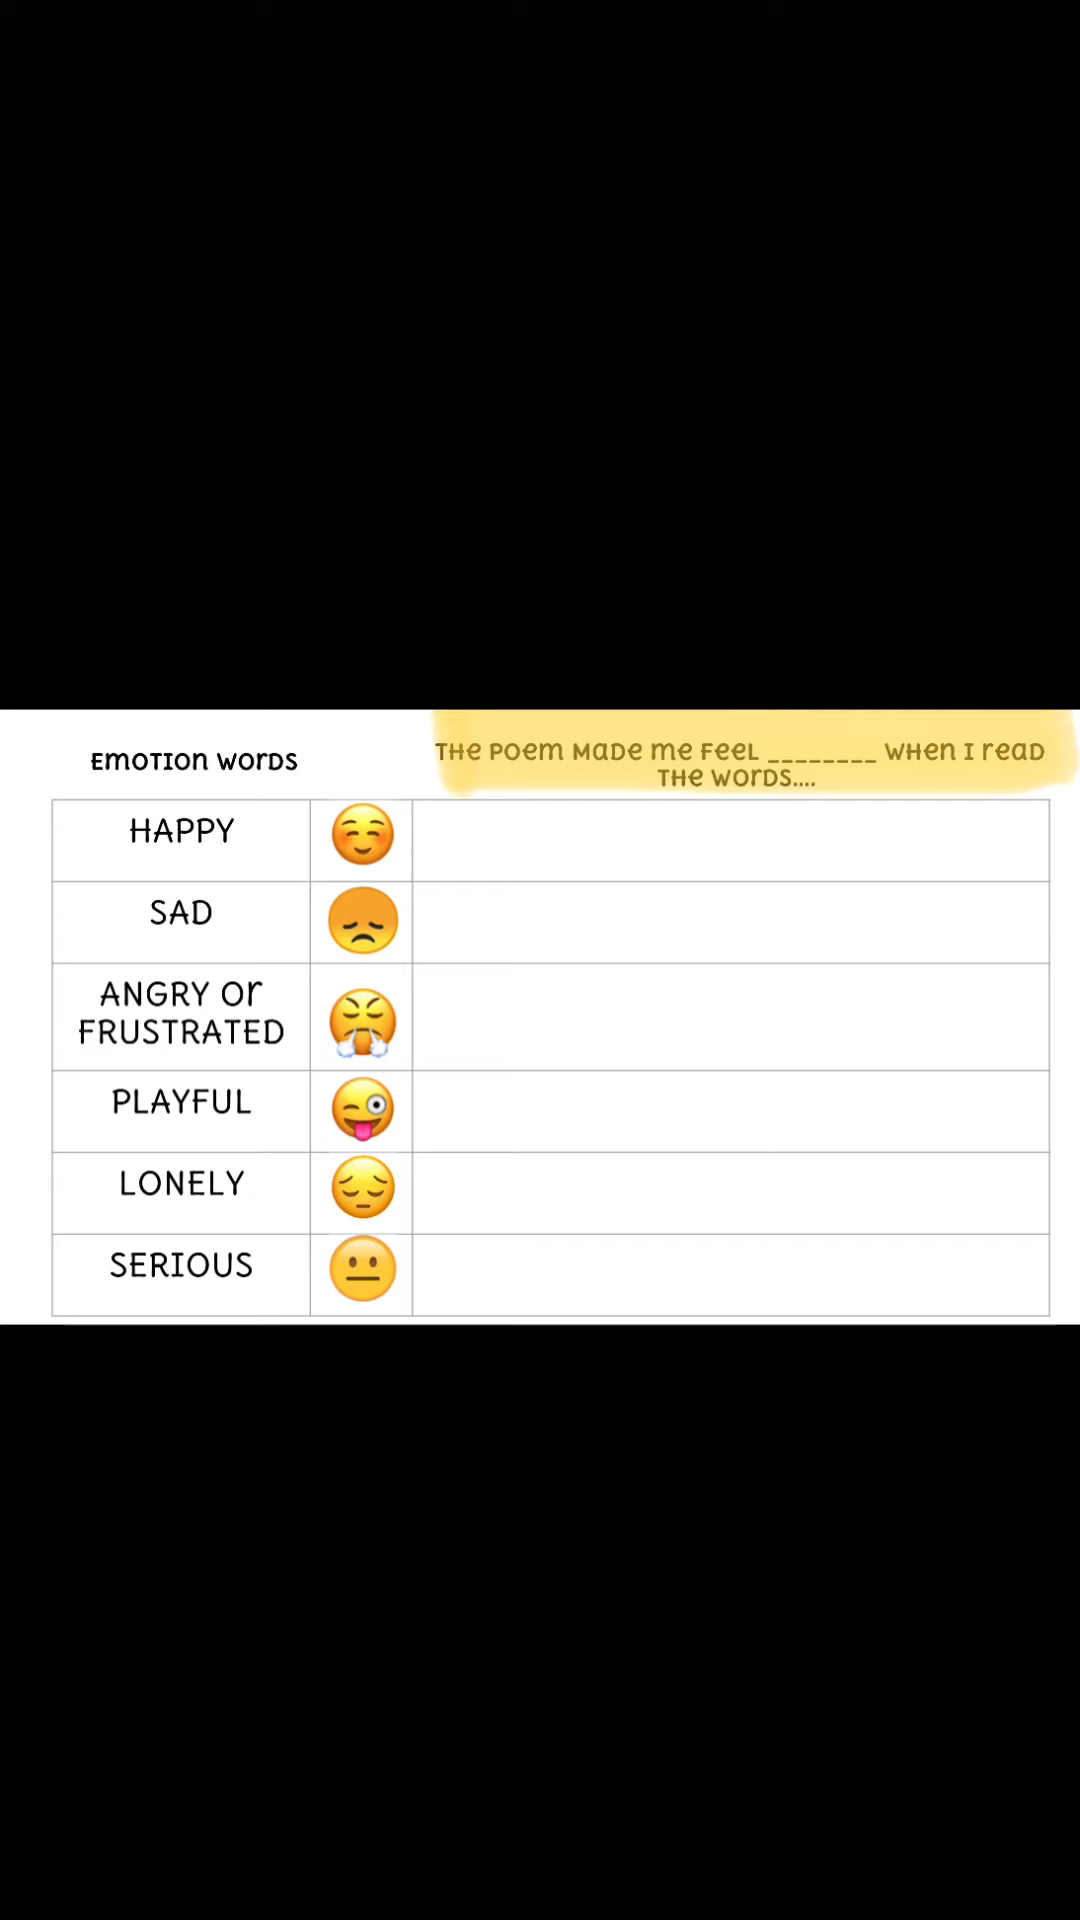 Emotion Words
The Poem Made me Feel ________ when I read
the words....
HAPPY
SAD
ANGRY or
FRUSTRATED
PLAYFUL
LONELY
SERIOUS